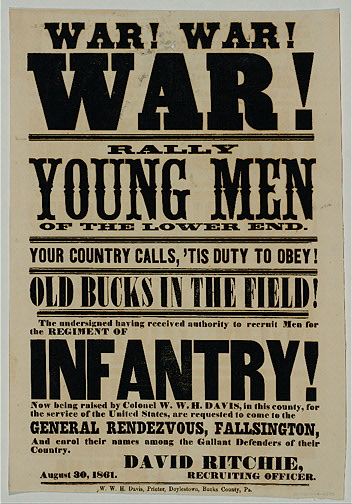 WAR! WAR!
WAR!
RALLY
YOUNG MEN
OF THE LOWER END.
YOUR COUNTRY CALLS, 'TIS DUTY TO OBEY!
OLD BUCKS IN THE FIELD!
The undersigned having received authority to recruit Men for
the REGIMENT OF
INFANTRY!
Now being raised by Colonel W. W. H. DAVIS, in this county, for
the service of the United States, are requested to come to the
GENERAL RENDEZVOUS, FALLSINGTON,
And enrol their names among the Gallant Defenders of their
Country.
DAVID RITCHIE,
August 30, 1861. RECRUITING OFFICER.
W. W. H. Davis, Printer, Doylestown, Bucks County, Pa.